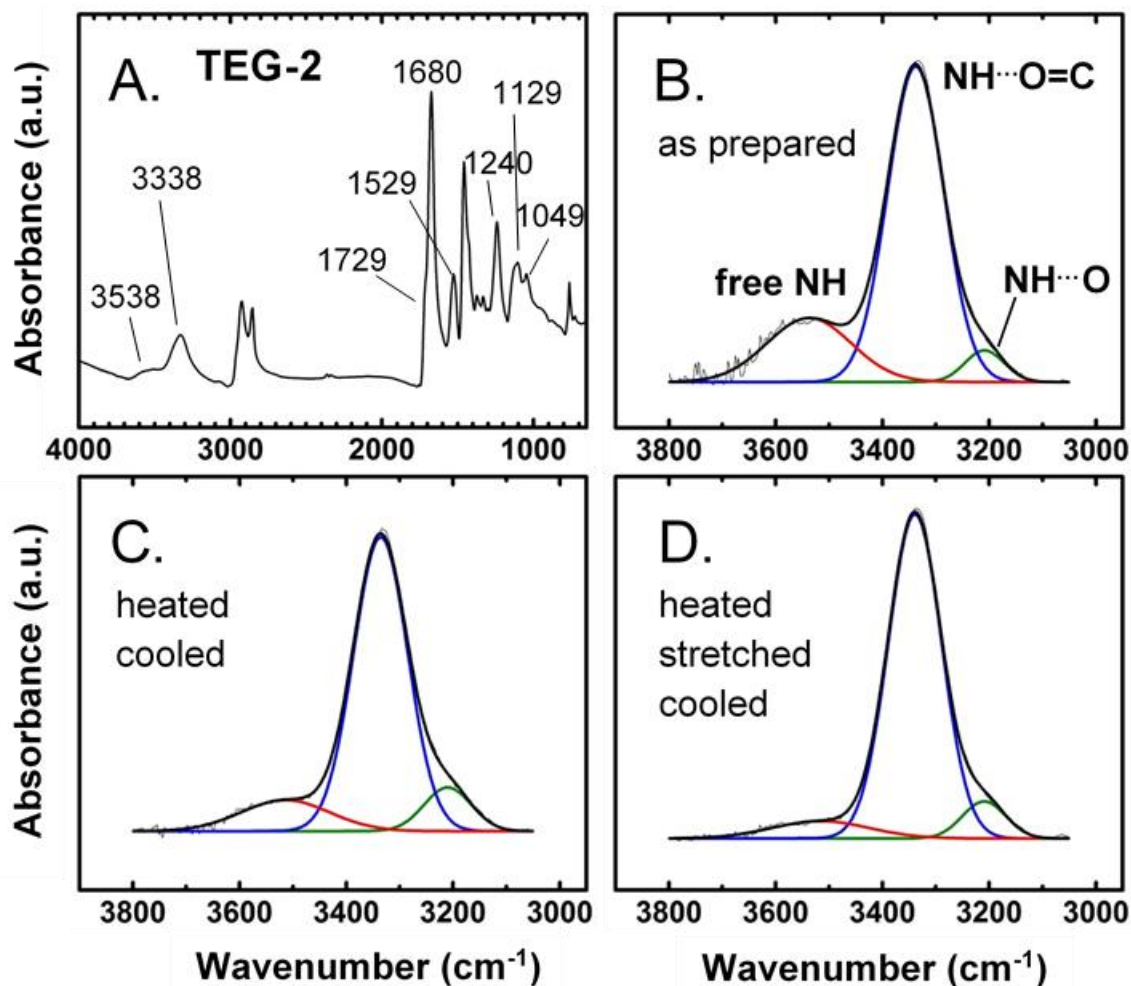 A.
TEG-2
1680
1129
3338
1240
1529
1049
1729
3538
Absorbance (a.u.)
4000 3000 2000 1000
B.
NH···O=C
as prepared
free NH
NH···O
3800 3600 3400 3200 3000
C.
heated
cooled
Absorbance (a.u.)
3800 3600 3400 3200 3000
Wavenumber (cm⁻¹)
D.
heated
stretched
cooled
3800 3600 3400 3200 3000
Wavenumber (cm⁻¹)